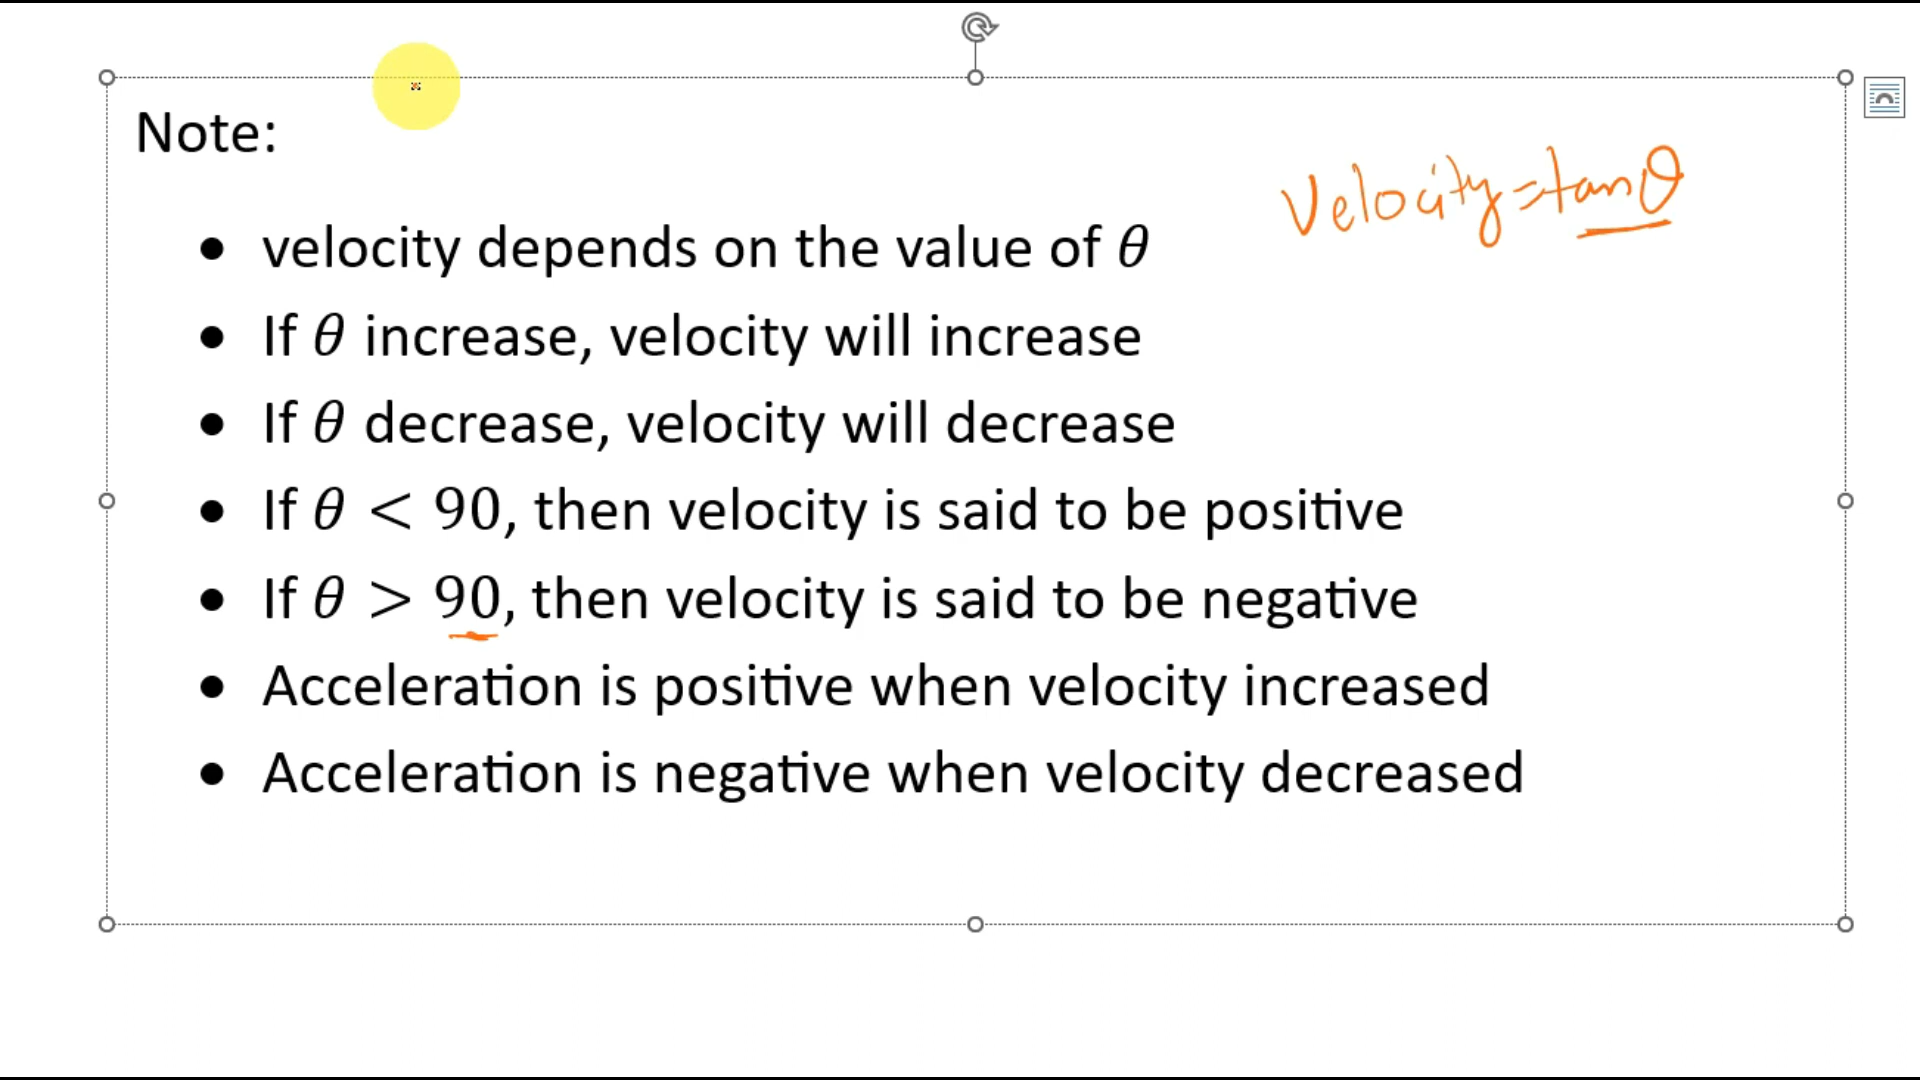 Note:
Velocity = tanθ
• velocity depends on the value of θ
• If θ increase, velocity will increase
• If θ decrease, velocity will decrease
• If θ < 90, then velocity is said to be positive
• If θ > 90, then velocity is said to be negative
• Acceleration is positive when velocity increased
• Acceleration is negative when velocity decreased